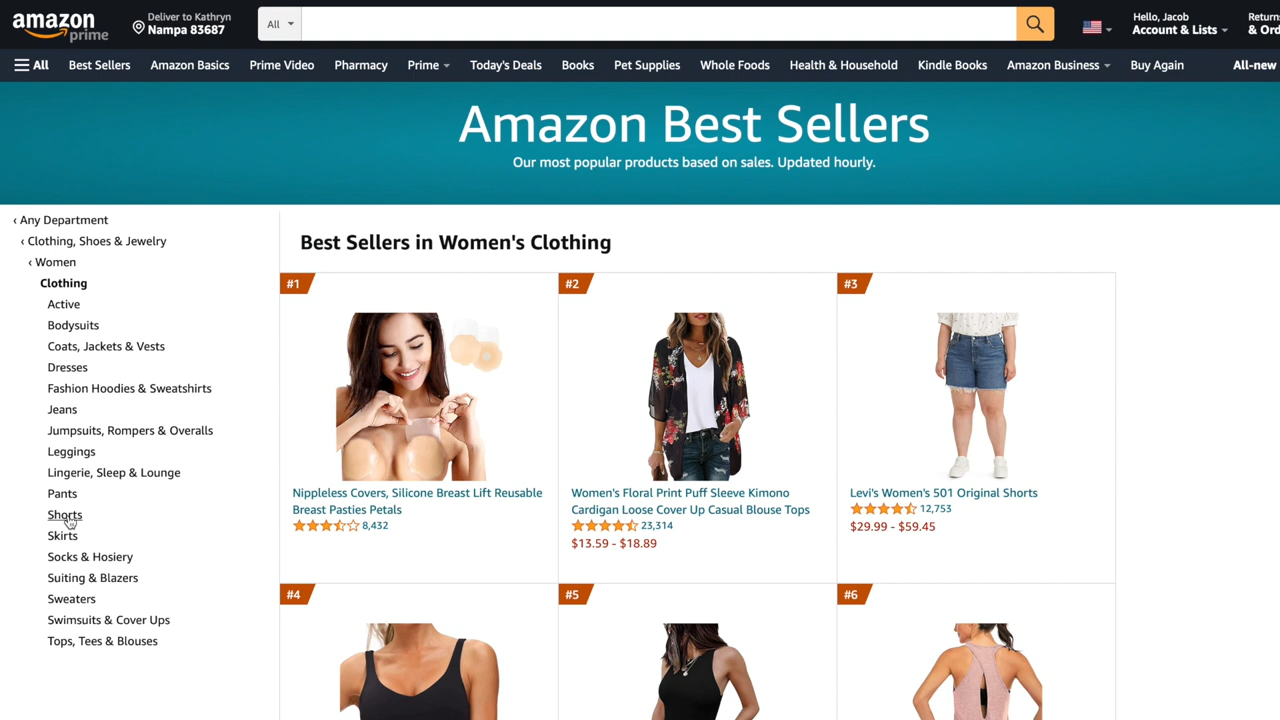 amazon prime
Deliver to Kathryn
Nampa 83687
All
Hello, Jacob
Account & Lists
Return
& Ord
All
Best Sellers
Amazon Basics
Prime Video
Pharmacy
Prime
Today's Deals
Books
Pet Supplies
Whole Foods
Health & Household
Kindle Books
Amazon Business
Buy Again
All-new
Amazon Best Sellers
Our most popular products based on sales. Updated hourly.
‹ Any Department
‹ Clothing, Shoes & Jewelry
‹ Women
Clothing
Active
Bodysuits
Coats, Jackets & Vests
Dresses
Fashion Hoodies & Sweatshirts
Jeans
Jumpsuits, Rompers & Overalls
Leggings
Lingerie, Sleep & Lounge
Pants
Shorts
Skirts
Socks & Hosiery
Suiting & Blazers
Sweaters
Swimsuits & Cover Ups
Tops, Tees & Blouses
Best Sellers in Women's Clothing
#1
Nippleless Covers, Silicone Breast Lift Reusable
Breast Pasties Petals
8,432
#2
Women's Floral Print Puff Sleeve Kimono
Cardigan Loose Cover Up Casual Blouse Tops
23,314
$13.59 - $18.89
#3
Levi's Women's 501 Original Shorts
12,753
$29.99 - $59.45
#4
#5
#6